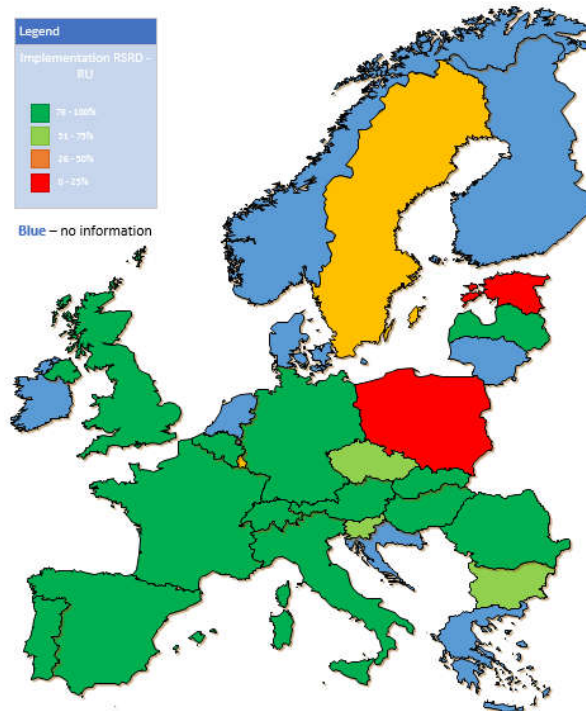 Legend
Implementation RSRD -
RU
76 - 100%
51 - 75%
26 - 50%
0 - 25%
Blue – no information